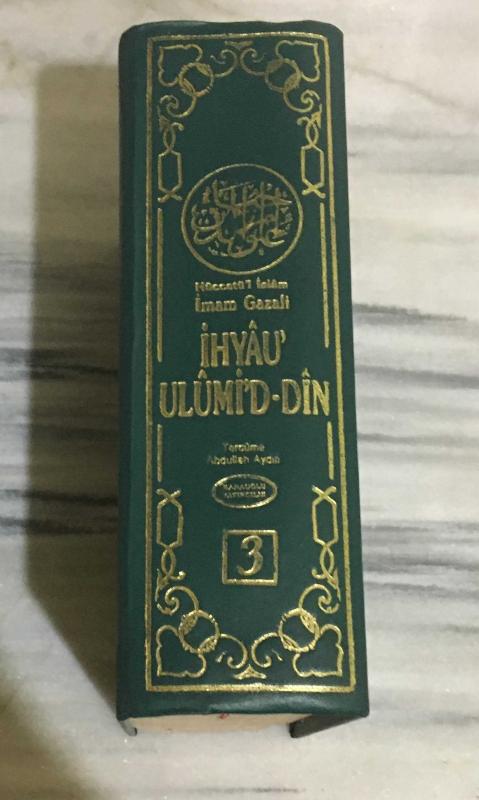 Hüccetü'l İslâm
İmam Gazali
İHYÂU'
ULÛMİ'D-DÎN
Tercüme
Abdullah Aydın
3